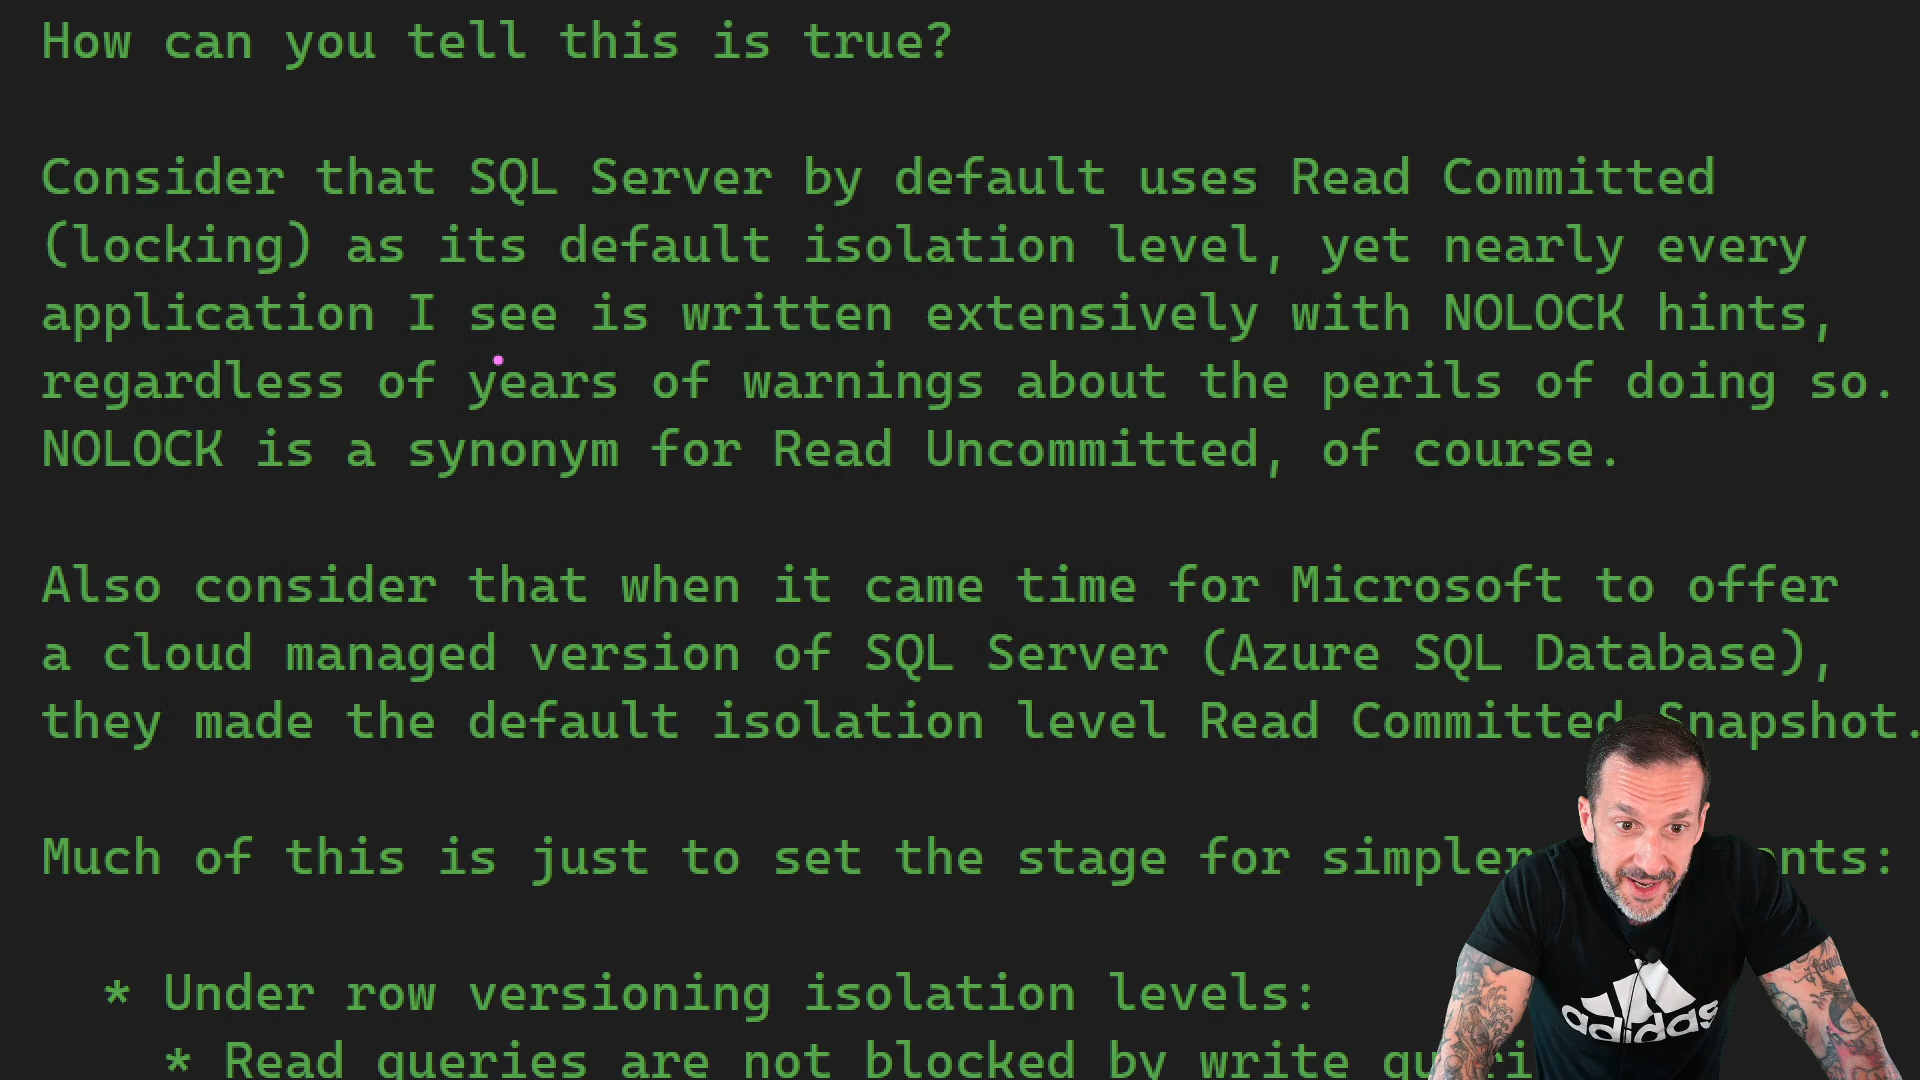 How can you tell this is true?
Consider that SQL Server by default uses Read Committed
(locking) as its default isolation level, yet nearly every
application I see is written extensively with NOLOCK hints,
regardless of years of warnings about the perils of doing so.
NOLOCK is a synonym for Read Uncommitted, of course.
Also consider that when it came time for Microsoft to offer
a cloud managed version of SQL Server (Azure SQL Database),
they made the default isolation level Read Committed Snapshot.
Much of this is just to set the stage for simpler
* Under row versioning isolation levels:
* Read queries are not blocked by write
adidas